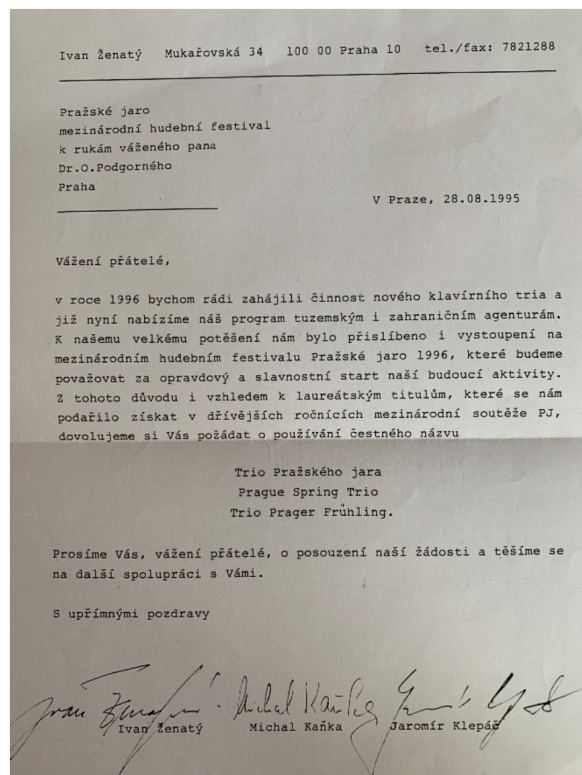 Ivan Ženatý   Mukařovská 34   100 00 Praha 10   tel./fax: 7821288
Pražské jaro
mezinárodní hudební festival
k rukám váženého pana
Dr.O.Podgorného
Praha
V Praze, 28.08.1995
Vážení přátelé,
v roce 1996 bychom rádi zahájili činnost nového klavírního tria a
již nyní nabízíme náš program tuzemským i zahraničním agenturám.
K našemu velkému potěšení nám bylo přislíbeno i vystoupení na
mezinárodním hudebním festivalu Pražské jaro 1996, které budeme
považovat za opravdový a slavnostní start naší budoucí aktivity.
Z tohoto důvodu i vzhledem k laureátským titulům, které se nám
podařilo získat v dřívějších ročnících mezinárodní soutěže PJ,
dovolujeme si Vás požádat o používání čestného názvu
Trio Pražského jara
Prague Spring Trio
Trio Prager Frühling.
Prosíme Vás, vážení přátelé, o posouzení naší žádosti a těšíme se
na další spolupráci s Vámi.
S upřímnými pozdravy
Ivan Ženatý Michal Kaňka
Ivan Ženatý   Michal Kaňka   Jaromír Klepáč